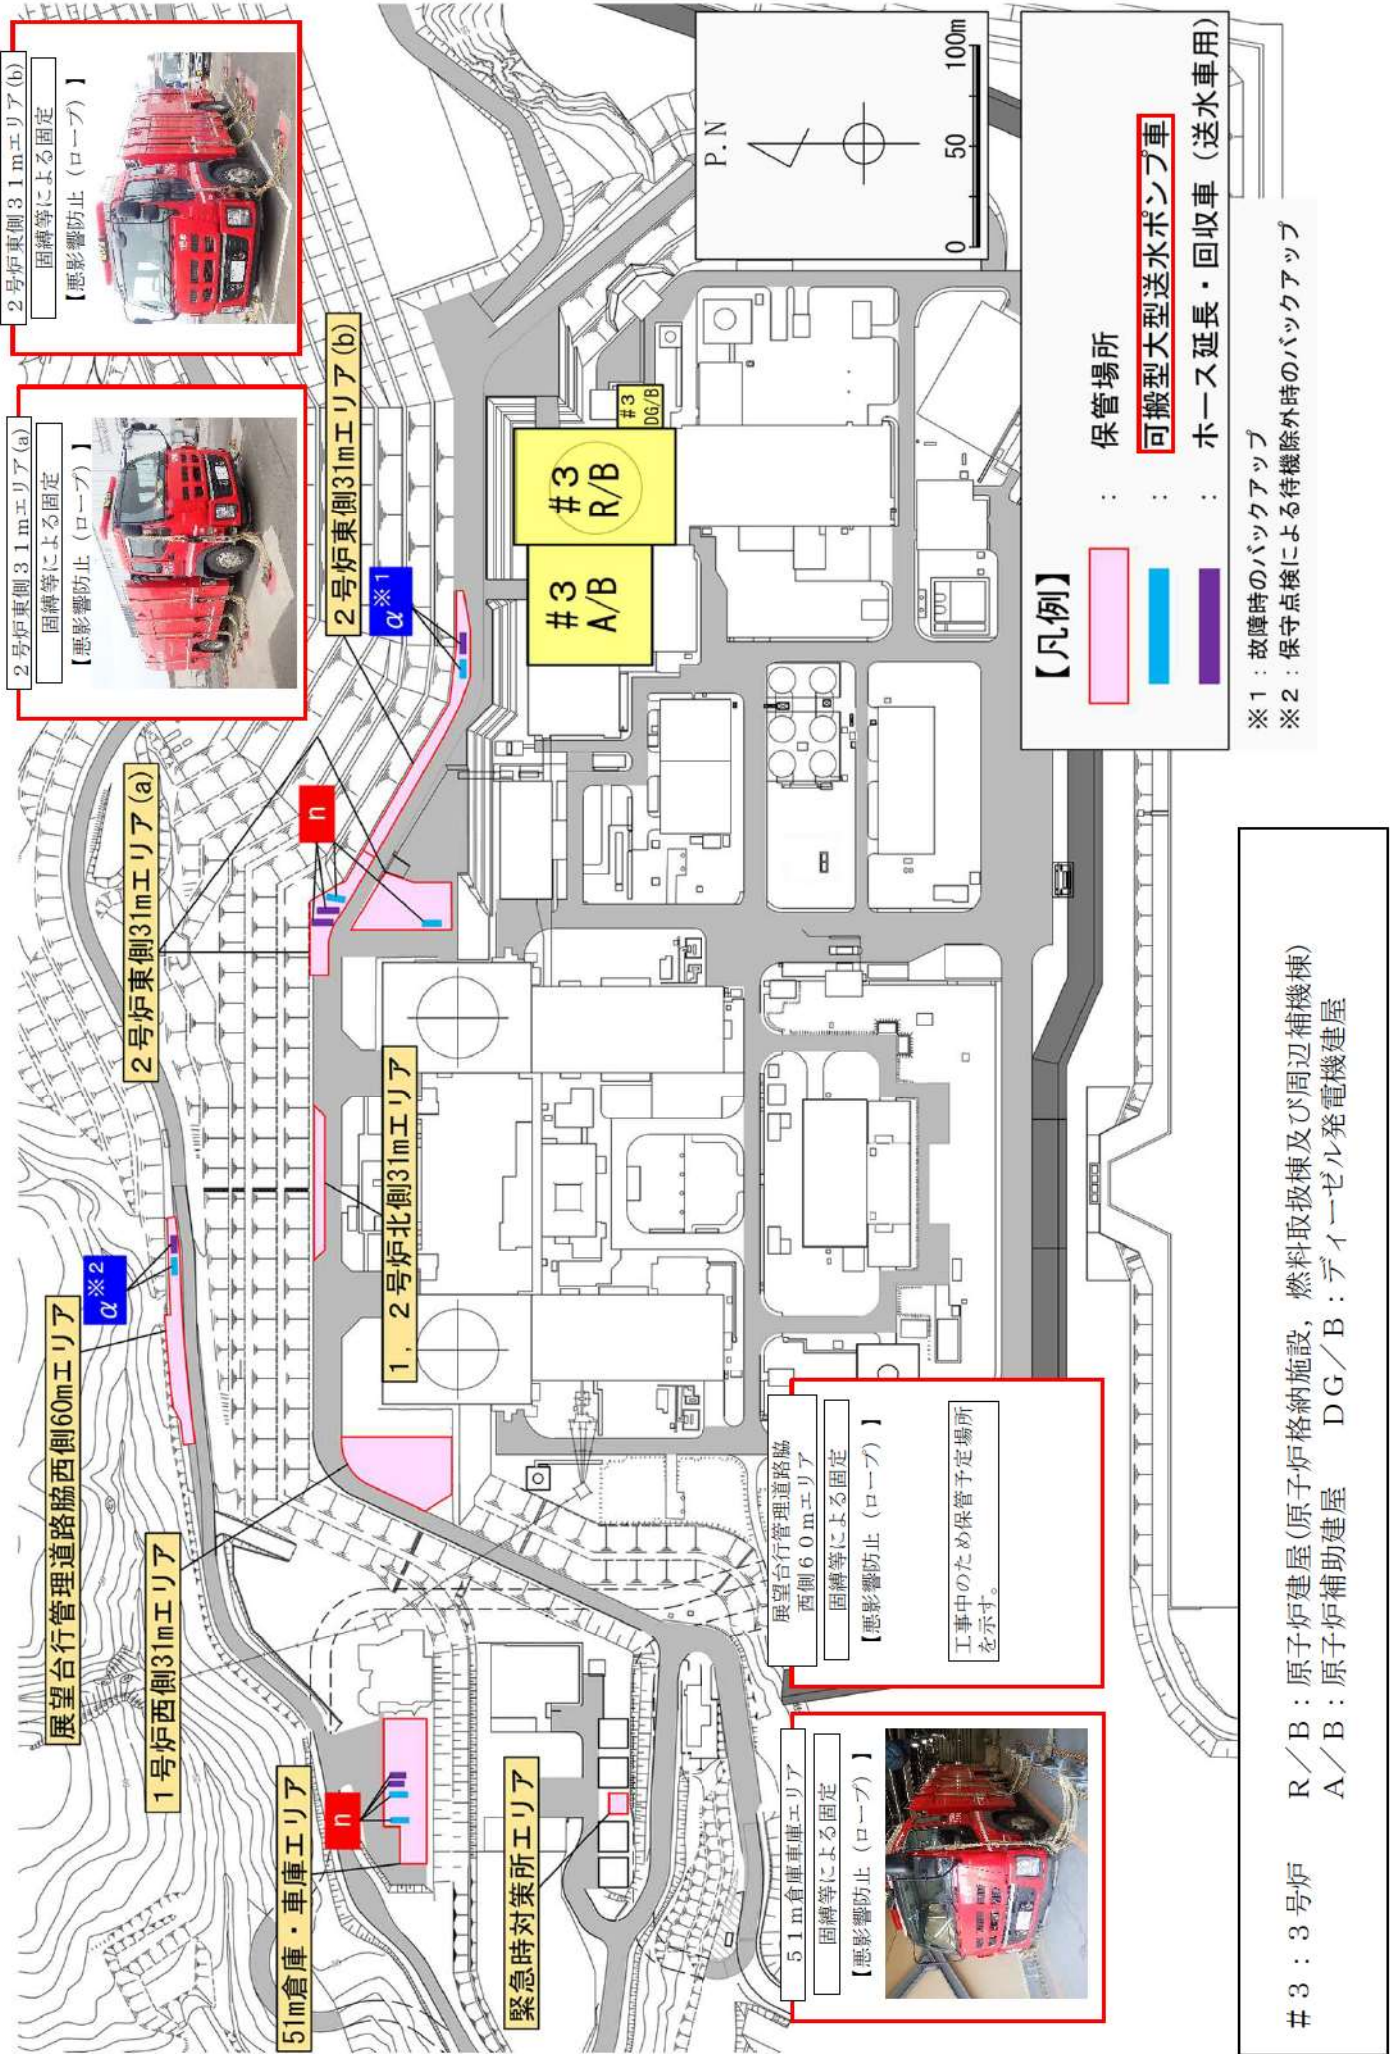 2号炉東側31mエリア(a)
固縛等による固定
【悪影響防止（ロープ）】
2号炉東側31mエリア(b)
固縛等による固定
【悪影響防止（ロープ）】
展望台行管理道路脇西側60mエリア
α※2
1号炉西側31mエリア
51m倉庫・車庫エリア
n
緊急時対策所エリア
2号炉東側31mエリア(a)
n
1，2号炉北側31mエリア
2号炉東側31mエリア(b)
α※1
#3
A/B
#3
R/B
#3
DG/B
P.N
0 50 100m
51m倉庫車庫エリア
固縛等による固定
【悪影響防止（ロープ）】
展望台行管理道路脇
西側60mエリア
固縛等による固定
【悪影響防止（ロープ）】
工事中のため保管予定場所
を示す。
【凡例】
：保管場所
：可搬型大型送水ポンプ車
：ホース延長・回収車（送水車用）
※1：故障時のバックアップ
※2：保守点検による待機除外時のバックアップ
＃3：3号炉　R／B：原子炉建屋(原子炉格納施設，燃料取扱棟及び周辺補機棟)
A／B：原子炉補助建屋　DG／B：ディーゼル発電機建屋